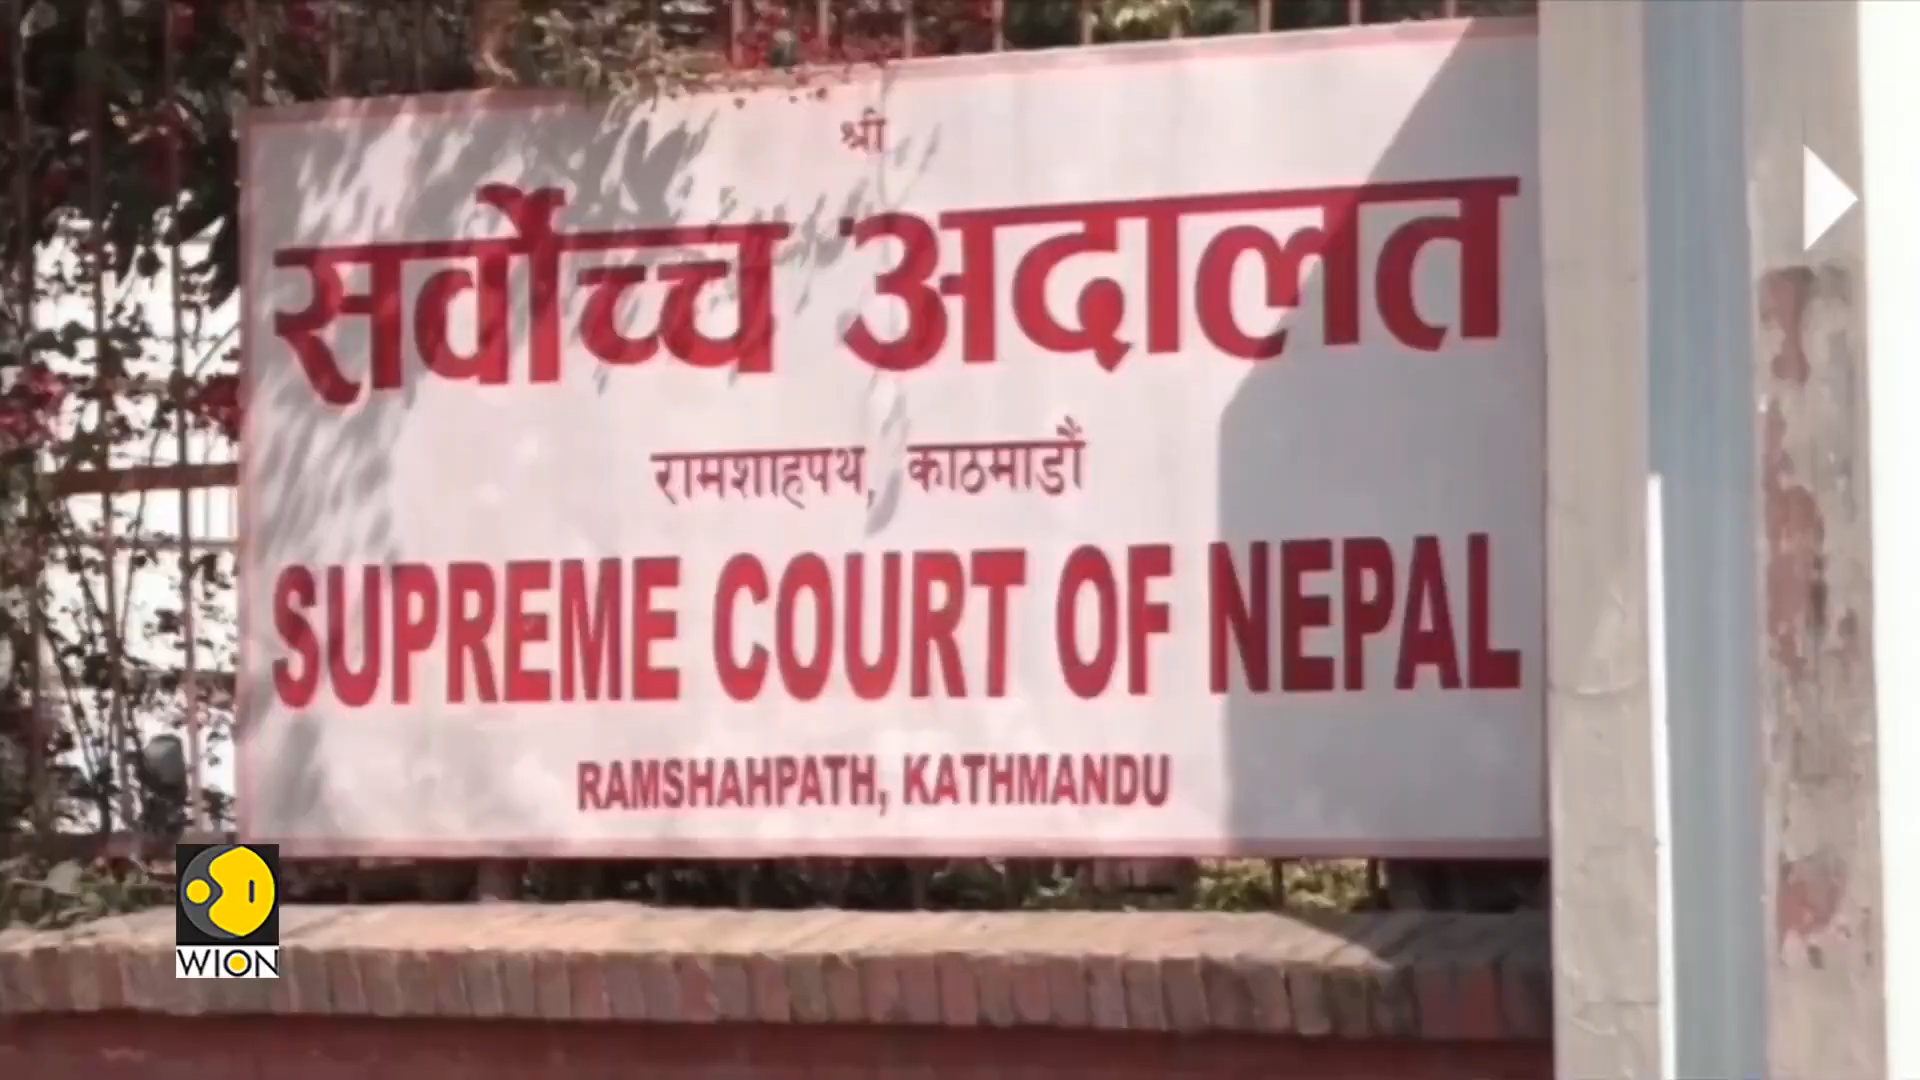 श्री
सर्वोच्च अदालत
रामशाहपथ, काठमाडौं
SUPREME COURT OF NEPAL
RAMSHAHPATH, KATHMANDU
WION